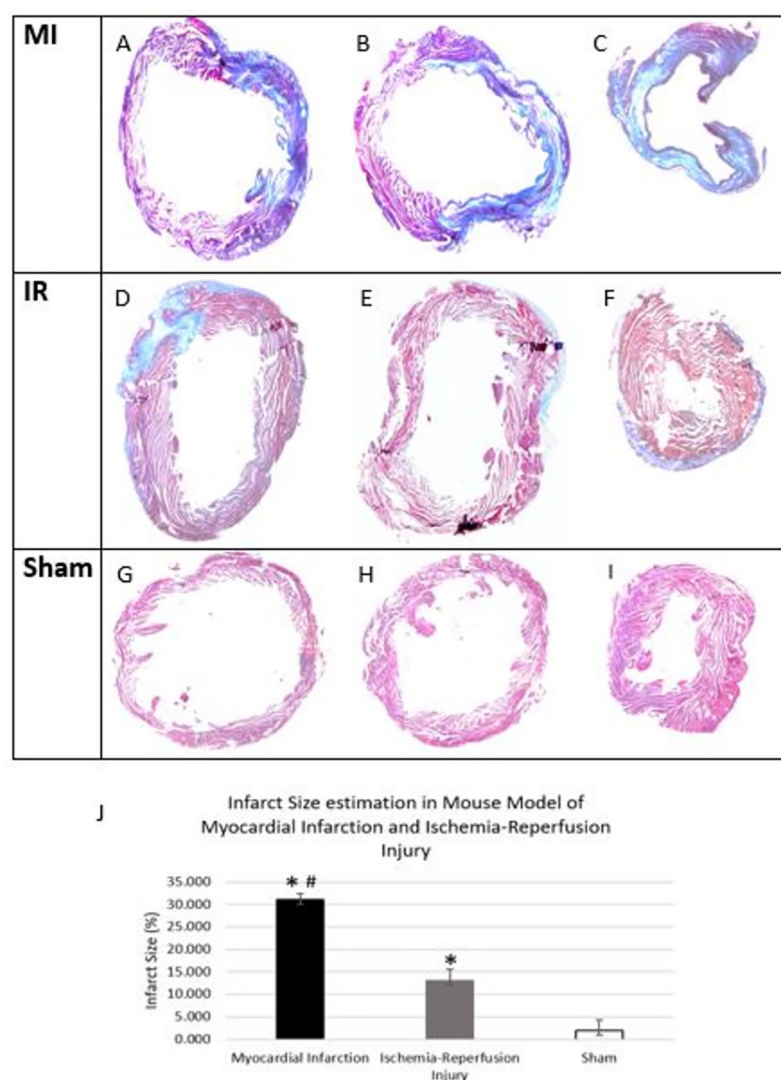 MI
A
B
C
IR
D
E
F
Sham
G
H
I
J
Infarct Size estimation in Mouse Model of
Myocardial Infarction and Ischemia-Reperfusion
Injury
Infarct Size (%)
35.000
30.000
25.000
20.000
15.000
10.000
5.000
0.000
* #
*
Myocardial Infarction
Ischemia-Reperfusion
Injury
Sham